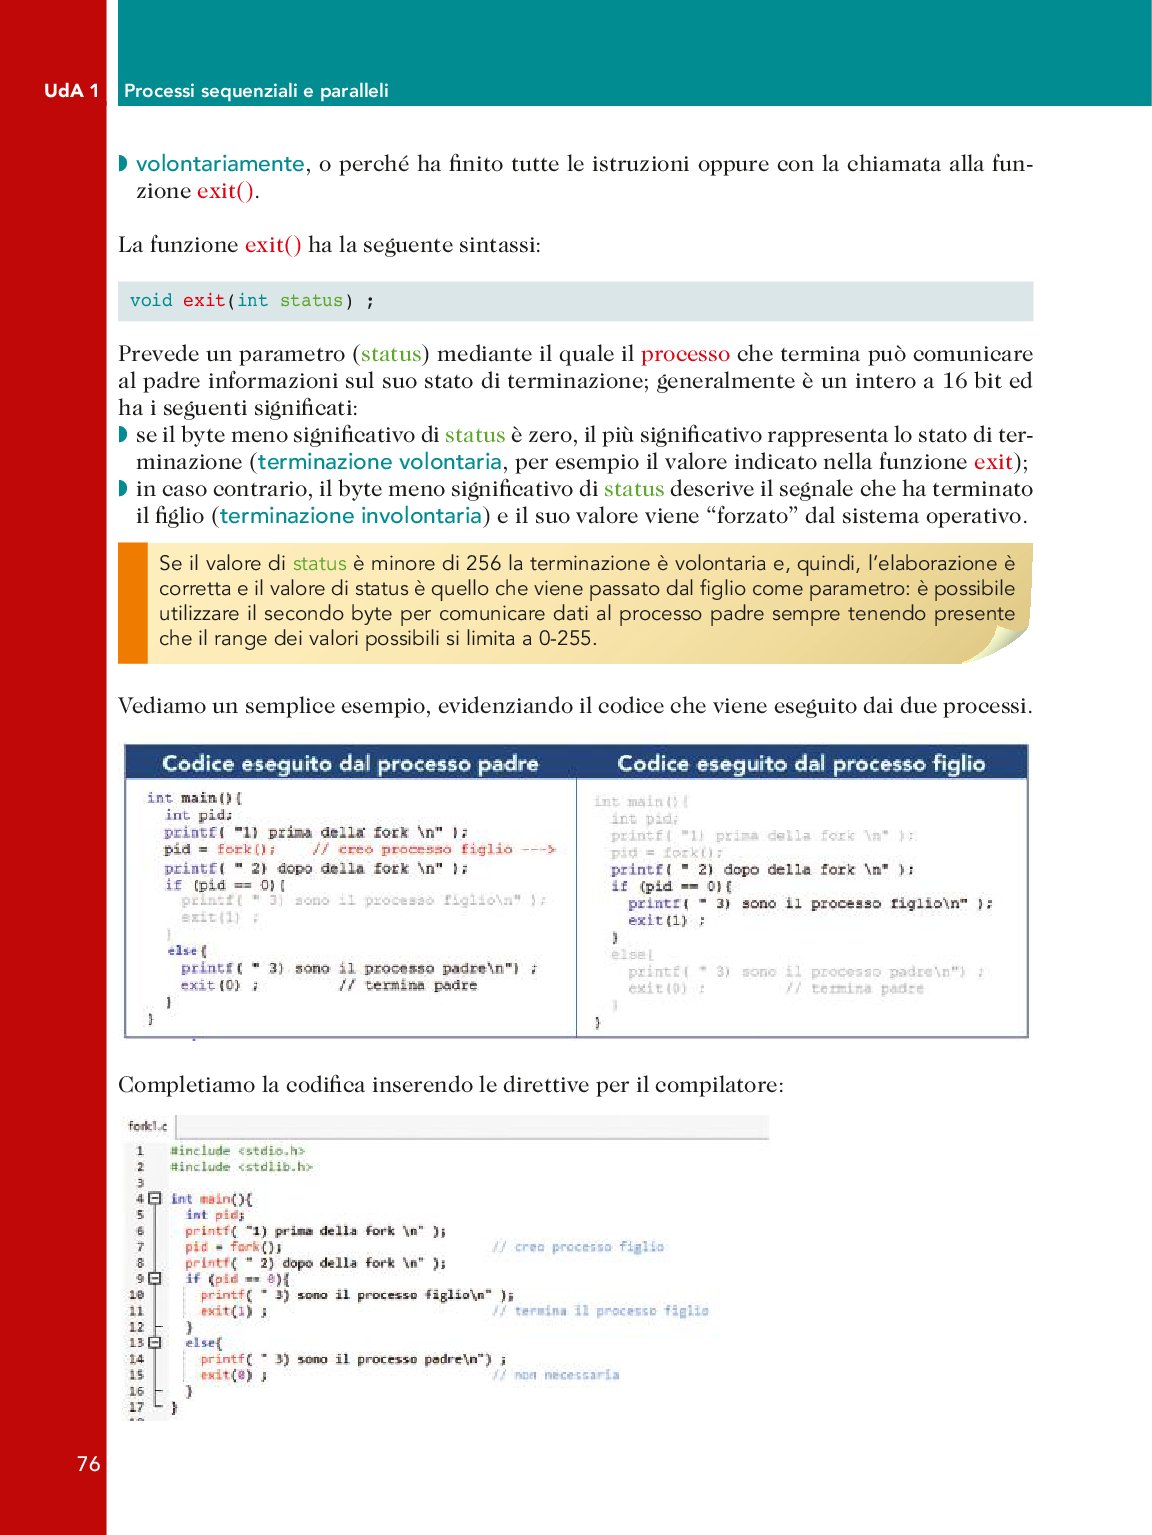 UdA 1 Processi sequenziali e paralleli
volontariamente, o perché ha finito tutte le istruzioni oppure con la chiamata alla fun-
zione exit().
La funzione exit() ha la seguente sintassi:
void exit(int status) ;
Prevede un parametro (status) mediante il quale il processo che termina può comunicare
al padre informazioni sul suo stato di terminazione; generalmente è un intero a 16 bit ed
ha i seguenti significati:
se il byte meno significativo di status è zero, il più significativo rappresenta lo stato di ter-
minazione (terminazione volontaria, per esempio il valore indicato nella funzione exit);
in caso contrario, il byte meno significativo di status descrive il segnale che ha terminato
il figlio (terminazione involontaria) e il suo valore viene “forzato” dal sistema operativo.
Se il valore di status è minore di 256 la terminazione è volontaria e, quindi, l’elaborazione è
corretta e il valore di status è quello che viene passato dal figlio come parametro: è possibile
utilizzare il secondo byte per comunicare dati al processo padre sempre tenendo presente
che il range dei valori possibili si limita a 0-255.
Vediamo un semplice esempio, evidenziando il codice che viene eseguito dai due processi.
Codice eseguito dal processo padre
int main(){
int pid;
printf( "1) prima della fork \n" );
pid = fork(); // creo processo figlio --->
printf( " 2) dopo della fork \n" );
if (pid == 0){
printf( " 3) sono il processo figlio\n" );
exit(1) ;
}
else{
printf( " 3) sono il processo padre\n") ;
exit(0) ; // termina padre
}
}
Codice eseguito dal processo figlio
int main(){
int pid;
printf( "1) prima della fork \n" );
pid = fork();
printf( " 2) dopo della fork \n" );
if (pid == 0){
printf( " 3) sono il processo figlio\n" );
exit(1) ;
}
else{
printf( " 3) sono il processo padre\n") ;
exit(0) ; // termina padre
}
}
Completiamo la codifica inserendo le direttive per il compilatore:
fork1.c
1 #include <stdio.h>
2 #include <stdlib.h>
3
4 int main(){
5 int pid;
6 printf( "1) prima della fork \n" );
7 pid = fork(); // creo processo figlio
8 printf( " 2) dopo della fork \n" );
9 if (pid == 0){
10 printf( " 3) sono il processo figlio\n" );
11 exit(1) ; // termina il processo figlio
12 }
13 else{
14 printf( " 3) sono il processo padre\n") ;
15 exit(0) ; // non necessaria
16 }
17 }
76